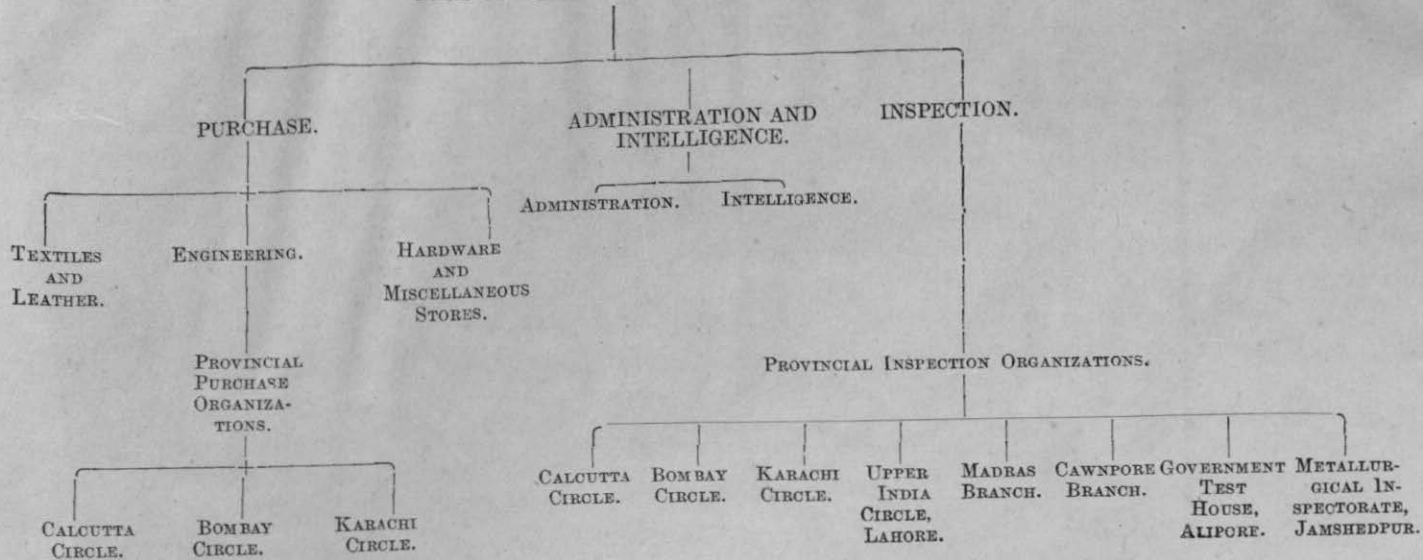 PURCHASE.
ADMINISTRATION AND
INTELLIGENCE.
INSPECTION.
ADMINISTRATION.
INTELLIGENCE.
TEXTILES
AND
LEATHER.
ENGINEERING.
HARDWARE
AND
MISCELLANEOUS
STORES.
PROVINCIAL
PURCHASE
ORGANIZA-
TIONS.
PROVINCIAL INSPECTION ORGANIZATIONS.
CALCUTTA
CIRCLE.
BOMBAY
CIRCLE.
KARACHI
CIRCLE.
CALCUTTA
CIRCLE.
BOMBAY
CIRCLE.
KARACHI
CIRCLE.
UPPER
INDIA
CIRCLE,
LAHORE.
MADRAS
BRANCH.
CAWNPORE
BRANCH.
GOVERNMENT
TEST
HOUSE,
ALIPORE.
METALLUR-
GICAL IN-
SPECTORATE,
JAMSHEDPUR.